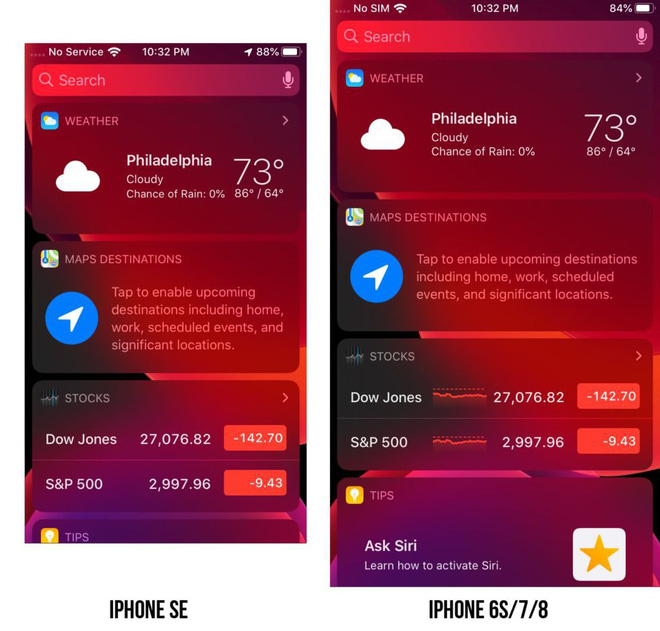 No Service 10:32 PM 88%
Search
WEATHER
Philadelphia
Cloudy
Chance of Rain: 0%
73°
86° / 64°
MAPS DESTINATIONS
Tap to enable upcoming
destinations including home,
work, scheduled events, and
significant locations.
STOCKS
Dow Jones 27,076.82 -142.70
S&P 500 2,997.96 -9.43
TIPS
IPHONE SE
No SIM 10:32 PM 84%
Search
WEATHER
Philadelphia
Cloudy
Chance of Rain: 0%
73°
86° / 64°
MAPS DESTINATIONS
Tap to enable upcoming destinations
including home, work, scheduled
events, and significant locations.
STOCKS
Dow Jones 27,076.82 -142.70
S&P 500 2,997.96 -9.43
TIPS
Ask Siri
Learn how to activate Siri.
IPHONE 6S/7/8